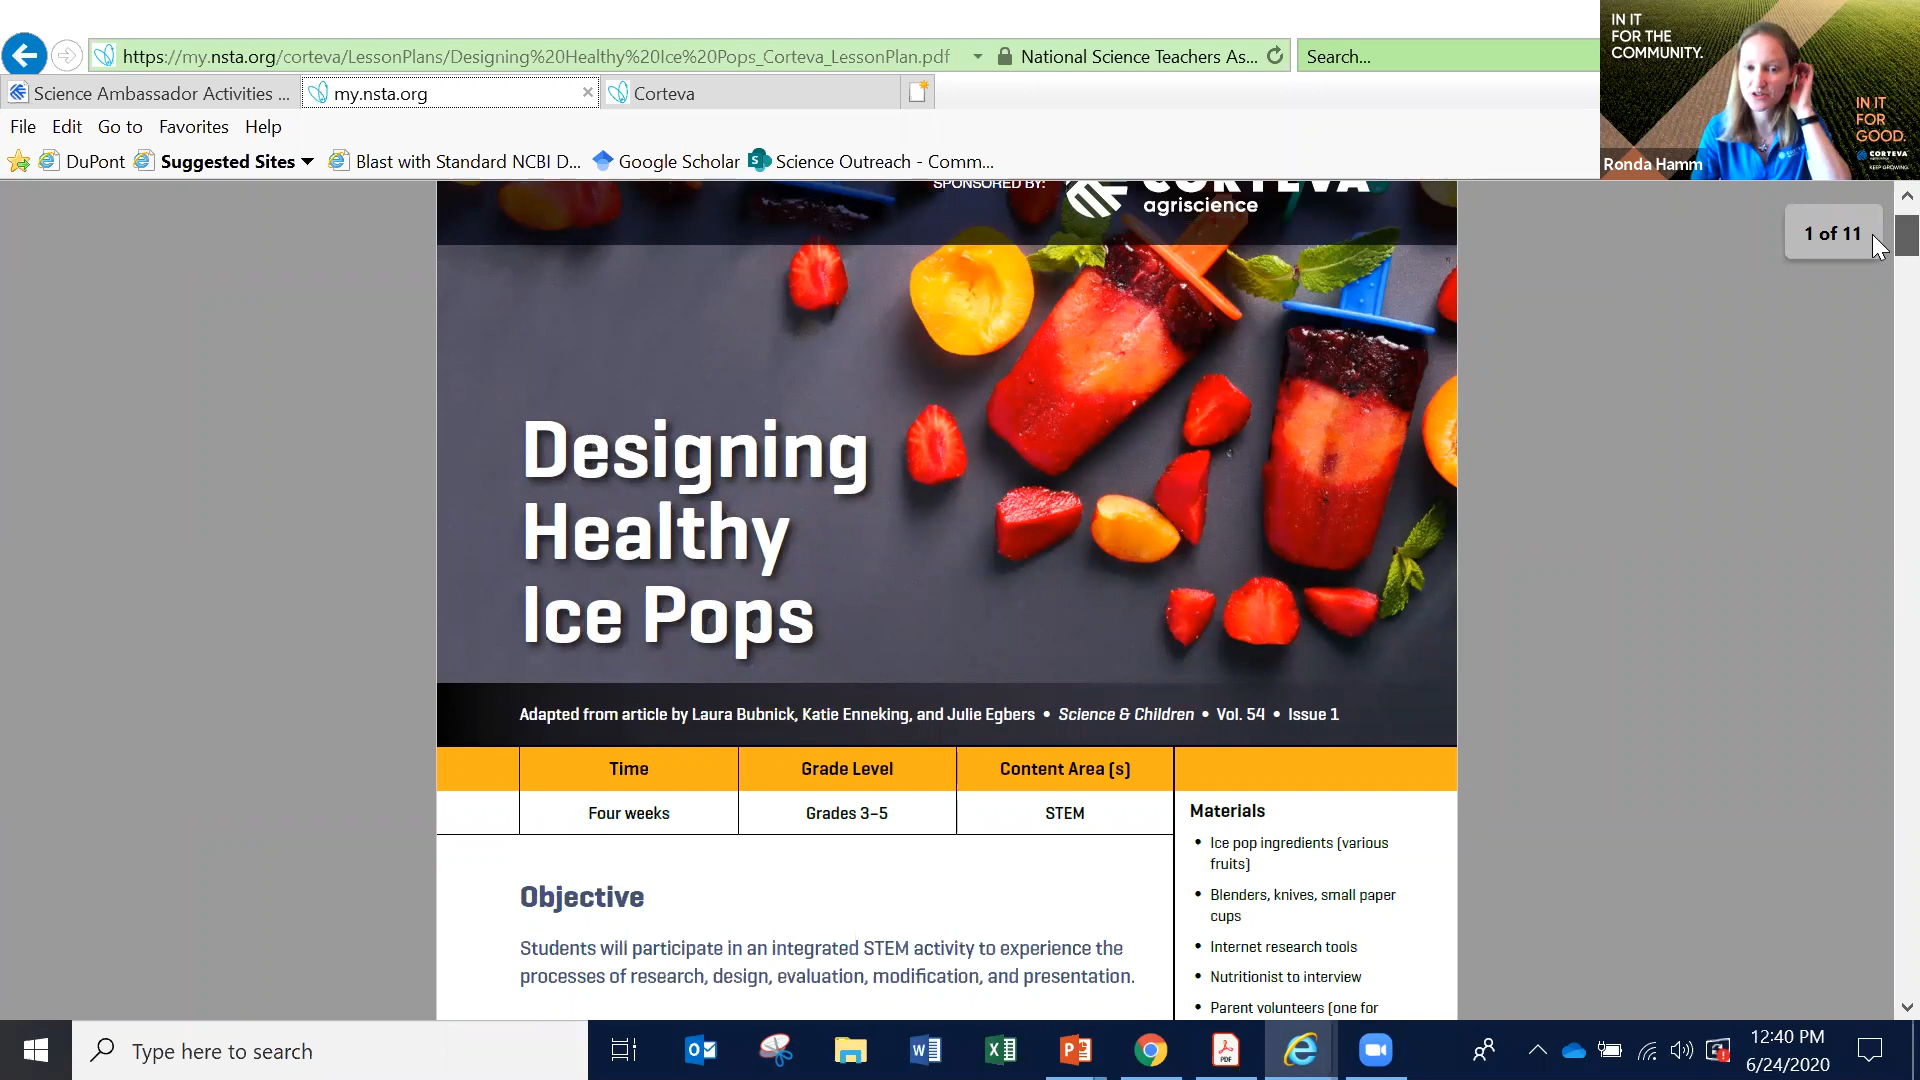 https://my.nsta.org/corteva/LessonPlans/Designing%20Healthy%20Ice%20Pops_Corteva_LessonPlan.pdf
National Science Teachers As...
Search...
Science Ambassador Activities ...
my.nsta.org
Corteva
File Edit Go to Favorites Help
DuPont Suggested Sites Blast with Standard NCBI D... Google Scholar Science Outreach - Comm...
IN IT
FOR THE
COMMUNITY.
IN IT
FOR
GOOD.
CORTEVA
KEEP GROWING
Ronda Hamm
SPONSORED BY:
CORTEVA
agriscience
1 of 11
Designing
Healthy
Ice Pops
Adapted from article by Laura Bubnick, Katie Enneking, and Julie Egbers • Science & Children • Vol. 54 • Issue 1
Time Grade Level Content Area (s)
Four weeks Grades 3–5 STEM
Objective
Students will participate in an integrated STEM activity to experience the
processes of research, design, evaluation, modification, and presentation.
Materials
• Ice pop ingredients (various
fruits)
• Blenders, knives, small paper
cups
• Internet research tools
• Nutritionist to interview
• Parent volunteers (one for
Type here to search
12:40 PM
6/24/2020